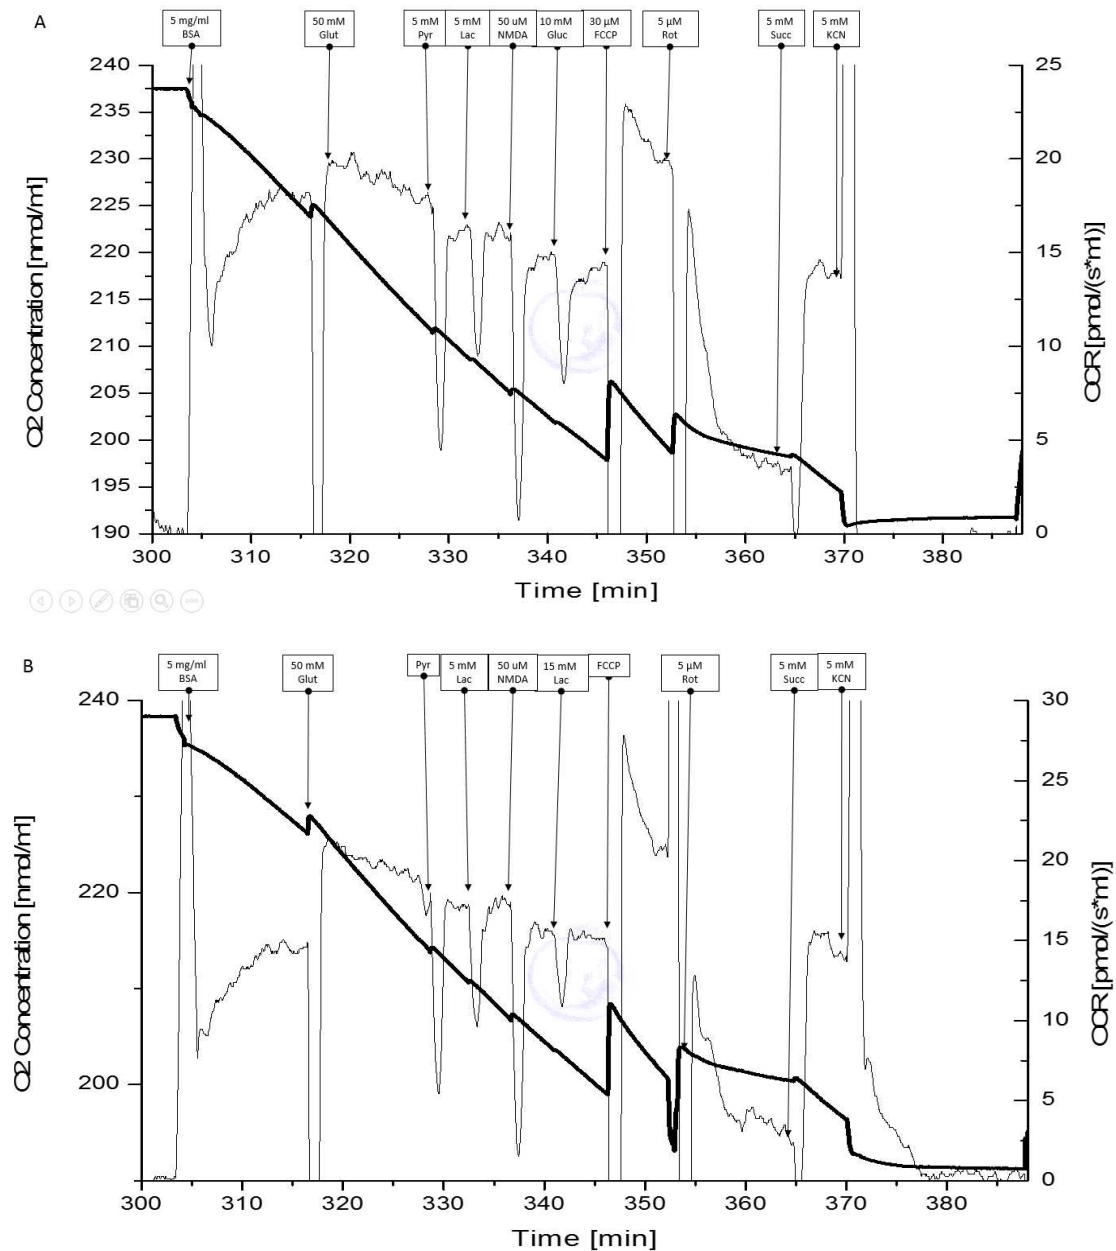 A
5 mg/ml
BSA
50 mM
Glut
5 mM
Pyr
5 mM
Lac
50 uM
NMDA
10 mM
Gluc
30 µM
FCCP
5 µM
Rot
5 mM
Succ
5 mM
KCN
240
235
230
225
220
215
210
205
200
195
190
O2 Concentration [nmol/ml]
25
20
15
10
5
0
OCR [pmol/(s*ml)]
300 310 320 330 340 350 360 370 380
Time [min]
B
5 mg/ml
BSA
50 mM
Glut
Pyr
5 mM
Lac
50 uM
NMDA
15 mM
Lac
FCCP
5 µM
Rot
5 mM
Succ
5 mM
KCN
240
220
200
O2 Concentration [nmol/ml]
30
25
20
15
10
5
0
OCR [pmol/(s*ml)]
300 310 320 330 340 350 360 370 380
Time [min]